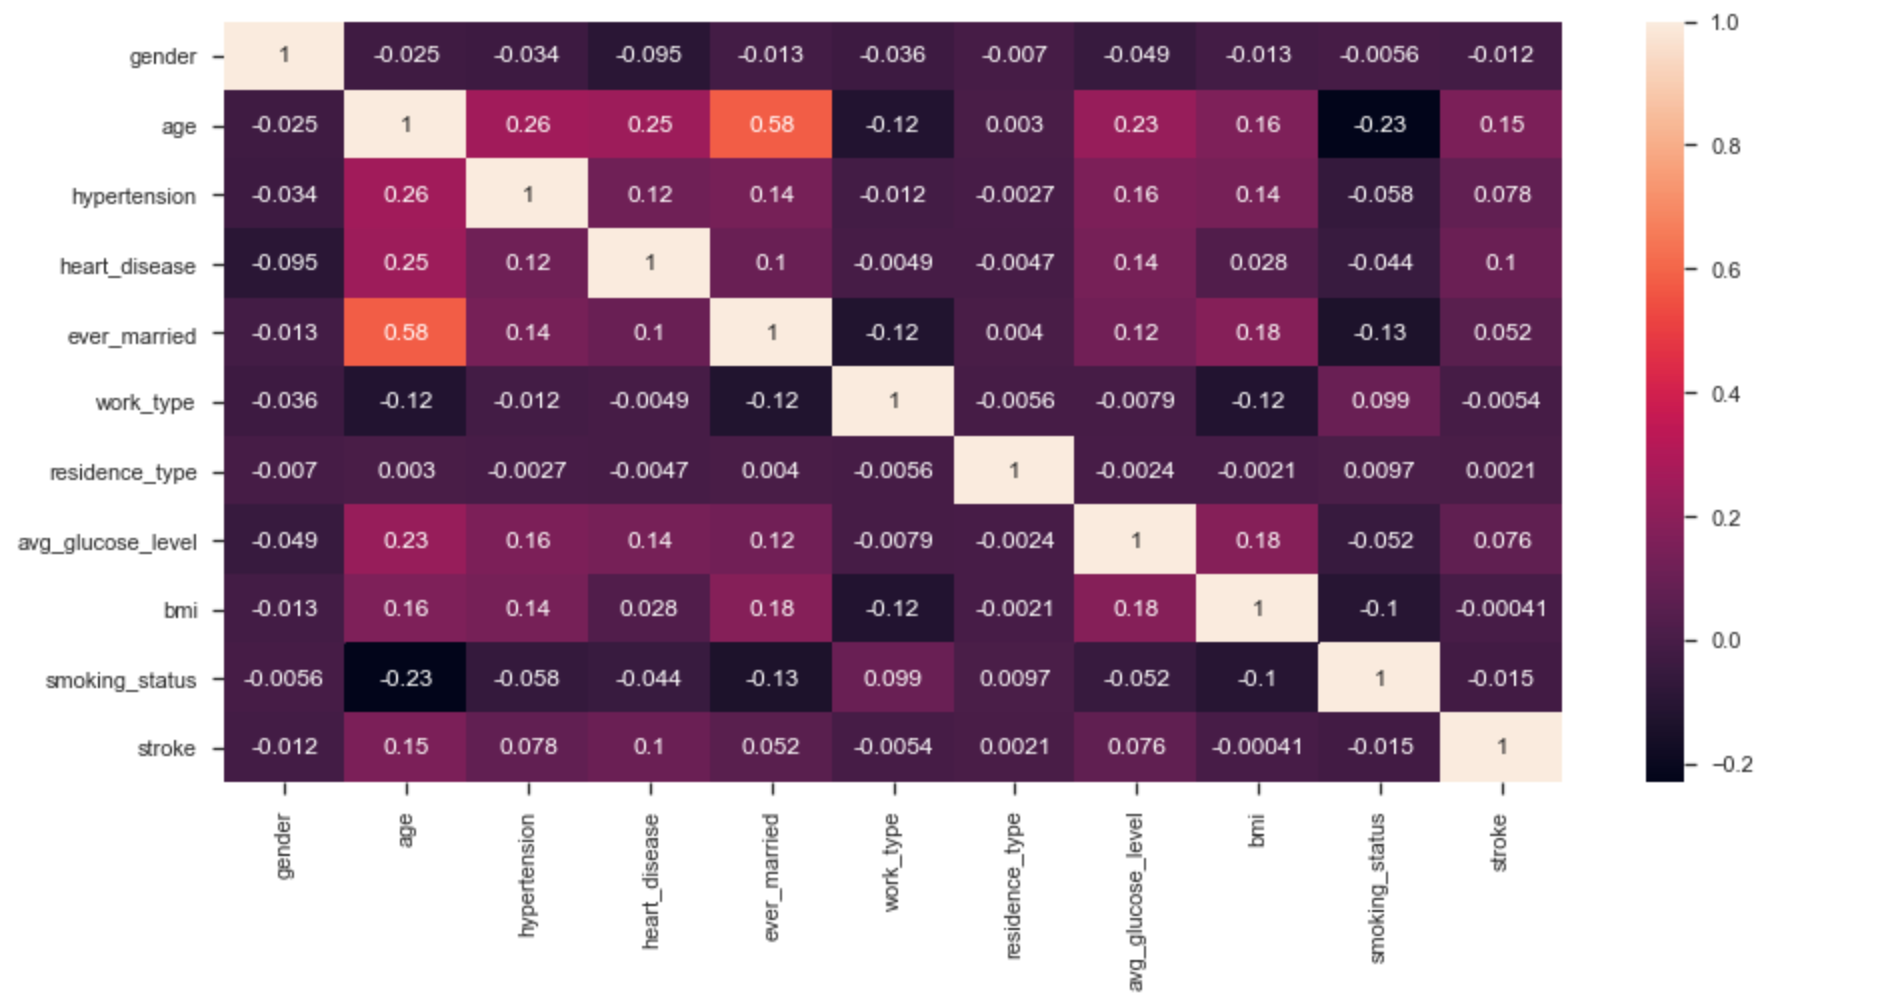 gender 1 -0.025 -0.034 -0.095 -0.013 -0.036 -0.007 -0.049 -0.013 -0.0056 -0.012
age -0.025 1 0.26 0.25 0.58 -0.12 0.003 0.23 0.16 -0.23 0.15
hypertension -0.034 0.26 1 0.12 0.14 -0.012 -0.0027 0.16 0.14 -0.058 0.078
heart_disease -0.095 0.25 0.12 1 0.1 -0.0049 -0.0047 0.14 0.028 -0.044 0.1
ever_married -0.013 0.58 0.14 0.1 1 -0.12 0.004 0.12 0.18 -0.13 0.052
work_type -0.036 -0.12 -0.012 -0.0049 -0.12 1 -0.0056 -0.0079 -0.12 0.099 -0.0054
residence_type -0.007 0.003 -0.0027 -0.0047 0.004 -0.0056 1 -0.0024 -0.0021 0.0097 0.0021
avg_glucose_level -0.049 0.23 0.16 0.14 0.12 -0.0079 -0.0024 1 0.18 -0.052 0.076
bmi -0.013 0.16 0.14 0.028 0.18 -0.12 -0.0021 0.18 1 -0.1 -0.00041
smoking_status -0.0056 -0.23 -0.058 -0.044 -0.13 0.099 0.0097 -0.052 -0.1 1 -0.015
stroke -0.012 0.15 0.078 0.1 0.052 -0.0054 0.0021 0.076 -0.00041 -0.015 1
gender age hypertension heart_disease ever_married work_type residence_type avg_glucose_level bmi smoking_status stroke
1.0
0.8
0.6
0.4
0.2
0.0
−0.2